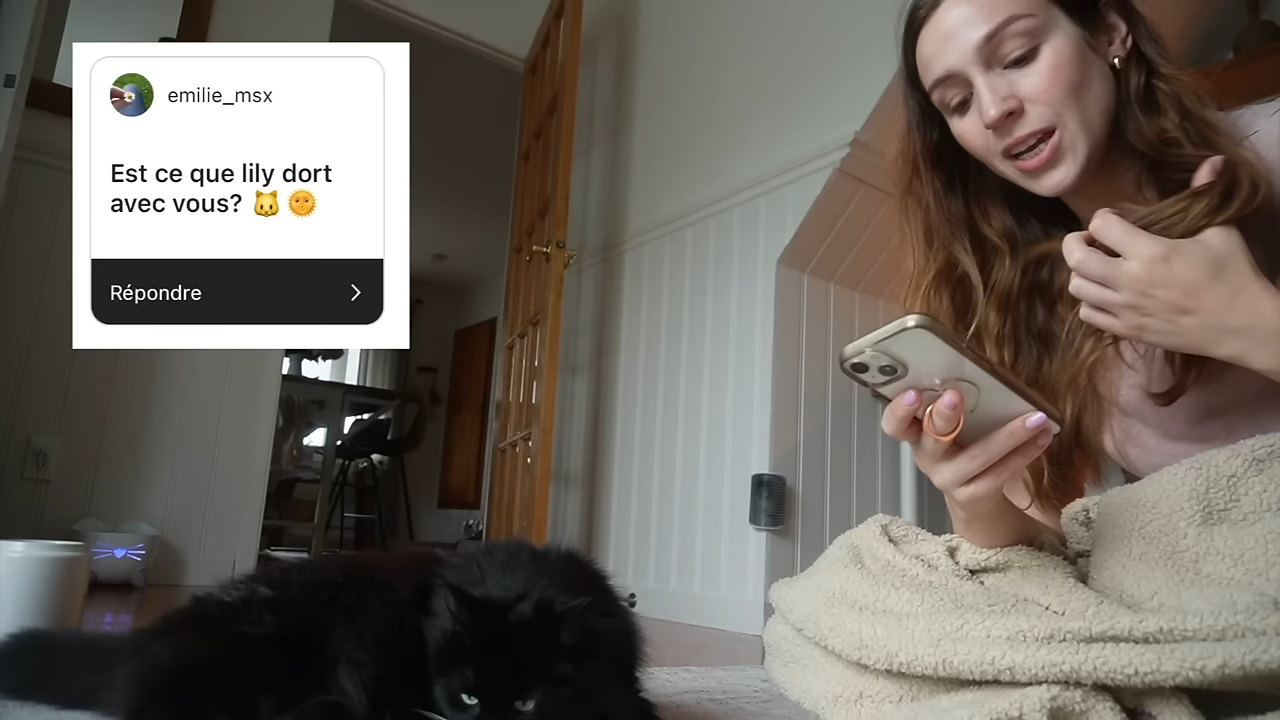 emilie_msx
Est ce que lily dort
avec vous? 🐱 🌞
Répondre